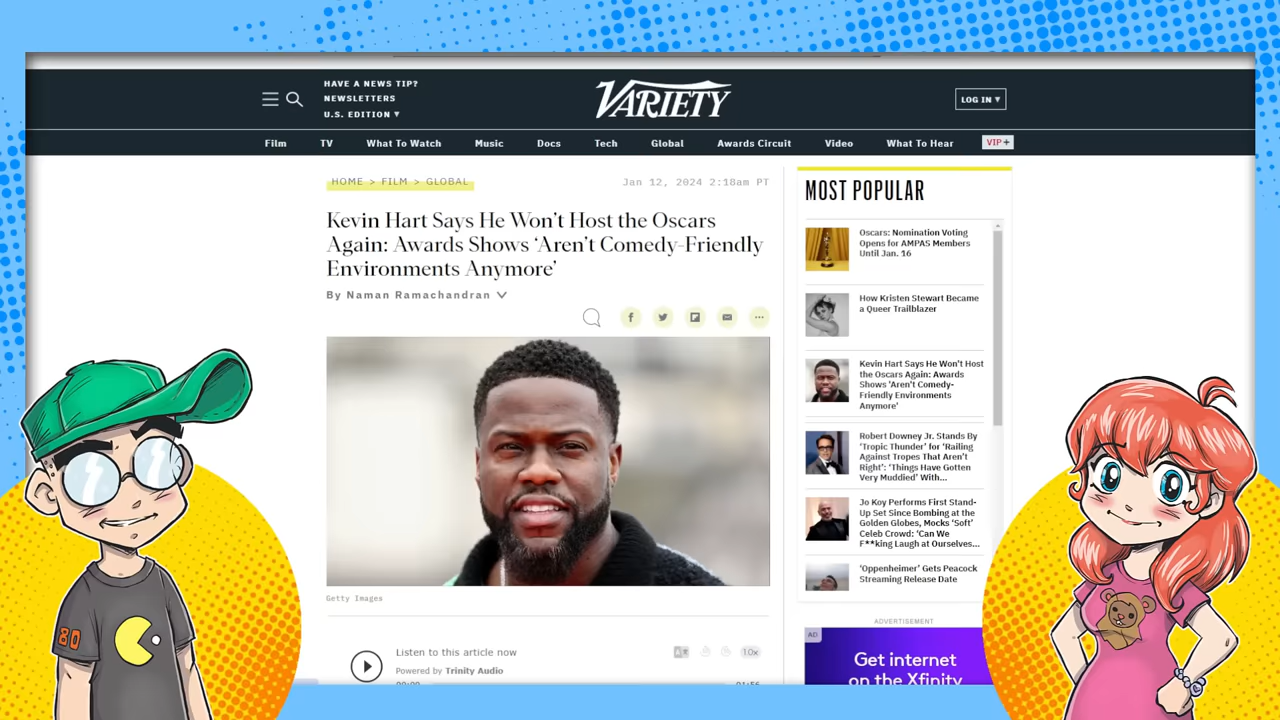 HAVE A NEWS TIP?
NEWSLETTERS
U.S. EDITION ▼
VARIETY
LOG IN ▼
Film TV What To Watch Music Docs Tech Global Awards Circuit Video What To Hear VIP+
HOME > FILM > GLOBAL
Jan 12, 2024 2:18am PT
Kevin Hart Says He Won't Host the Oscars
Again: Awards Shows 'Aren't Comedy-Friendly
Environments Anymore'
By Naman Ramachandran
Getty Images
Listen to this article now
Powered by Trinity Audio
1.0x
00:00
01:56
MOST POPULAR
Oscars: Nomination Voting
Opens for AMPAS Members
Until Jan. 16
How Kristen Stewart Became
a Queer Trailblazer
Kevin Hart Says He Won't Host
the Oscars Again: Awards
Shows 'Aren't Comedy-
Friendly Environments
Anymore'
Robert Downey Jr. Stands By
'Tropic Thunder' for 'Railing
Against Tropes That Aren't
Right': 'Things Have Gotten
Very Muddied' With...
Jo Koy Performs First Stand-
Up Set Since Bombing at the
Golden Globes, Mocks 'Soft'
Celeb Crowd: 'Can We
F**king Laugh at Ourselves...
'Oppenheimer' Gets Peacock
Streaming Release Date
ADVERTISEMENT
AD
Get internet
on the Xfinity
80